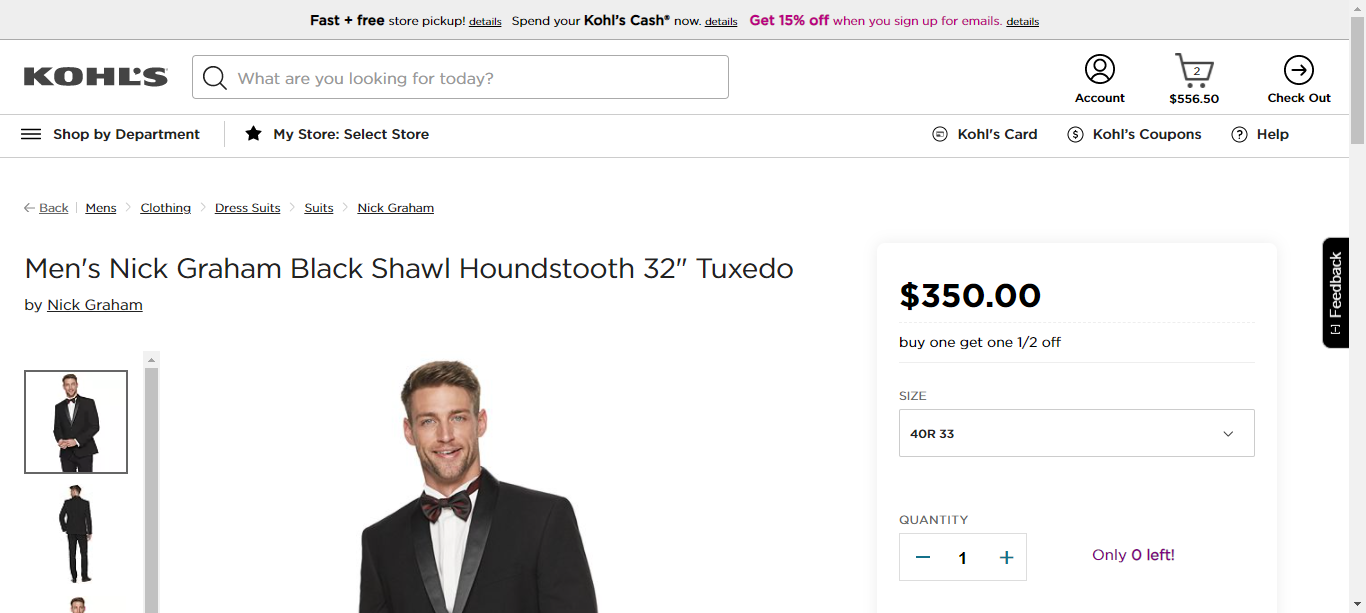 Fast + free store pickup! details Spend your Kohl's Cash® now. details Get 15% off when you sign up for emails. details
KOHL'S
What are you looking for today?
2
Account
$556.50
Check Out
Shop by Department
My Store: Select Store
Kohl's Card
Kohl's Coupons
Help
Back
Mens
Clothing
Dress Suits
Suits
Nick Graham
Men's Nick Graham Black Shawl Houndstooth 32" Tuxedo
by Nick Graham
$350.00
buy one get one 1/2 off
SIZE
40R 33
QUANTITY
− 1 +
Only 0 left!
[-] Feedback